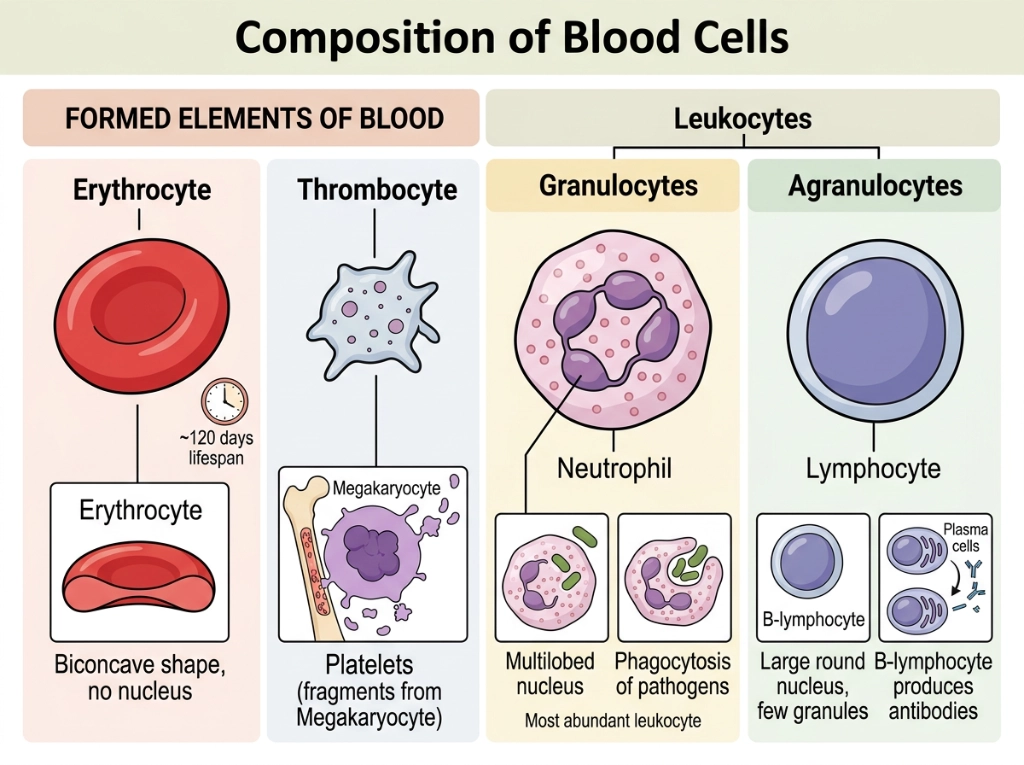 Composition of Blood Cells
FORMED ELEMENTS OF BLOOD
Leukocytes
Erythrocyte
Thrombocyte
Granulocytes
Agranulocytes
~120 days
lifespan
Neutrophil
Lymphocyte
Erythrocyte
Megakaryocyte
B-lymphocyte
Plasma
cells
Biconcave shape,
no nucleus
Platelets
(fragments from
Megakaryocyte)
Multilobed
nucleus
Phagocytosis
of pathogens
Most abundant leukocyte
Large round
nucleus,
few granules
B-lymphocyte
produces
antibodies